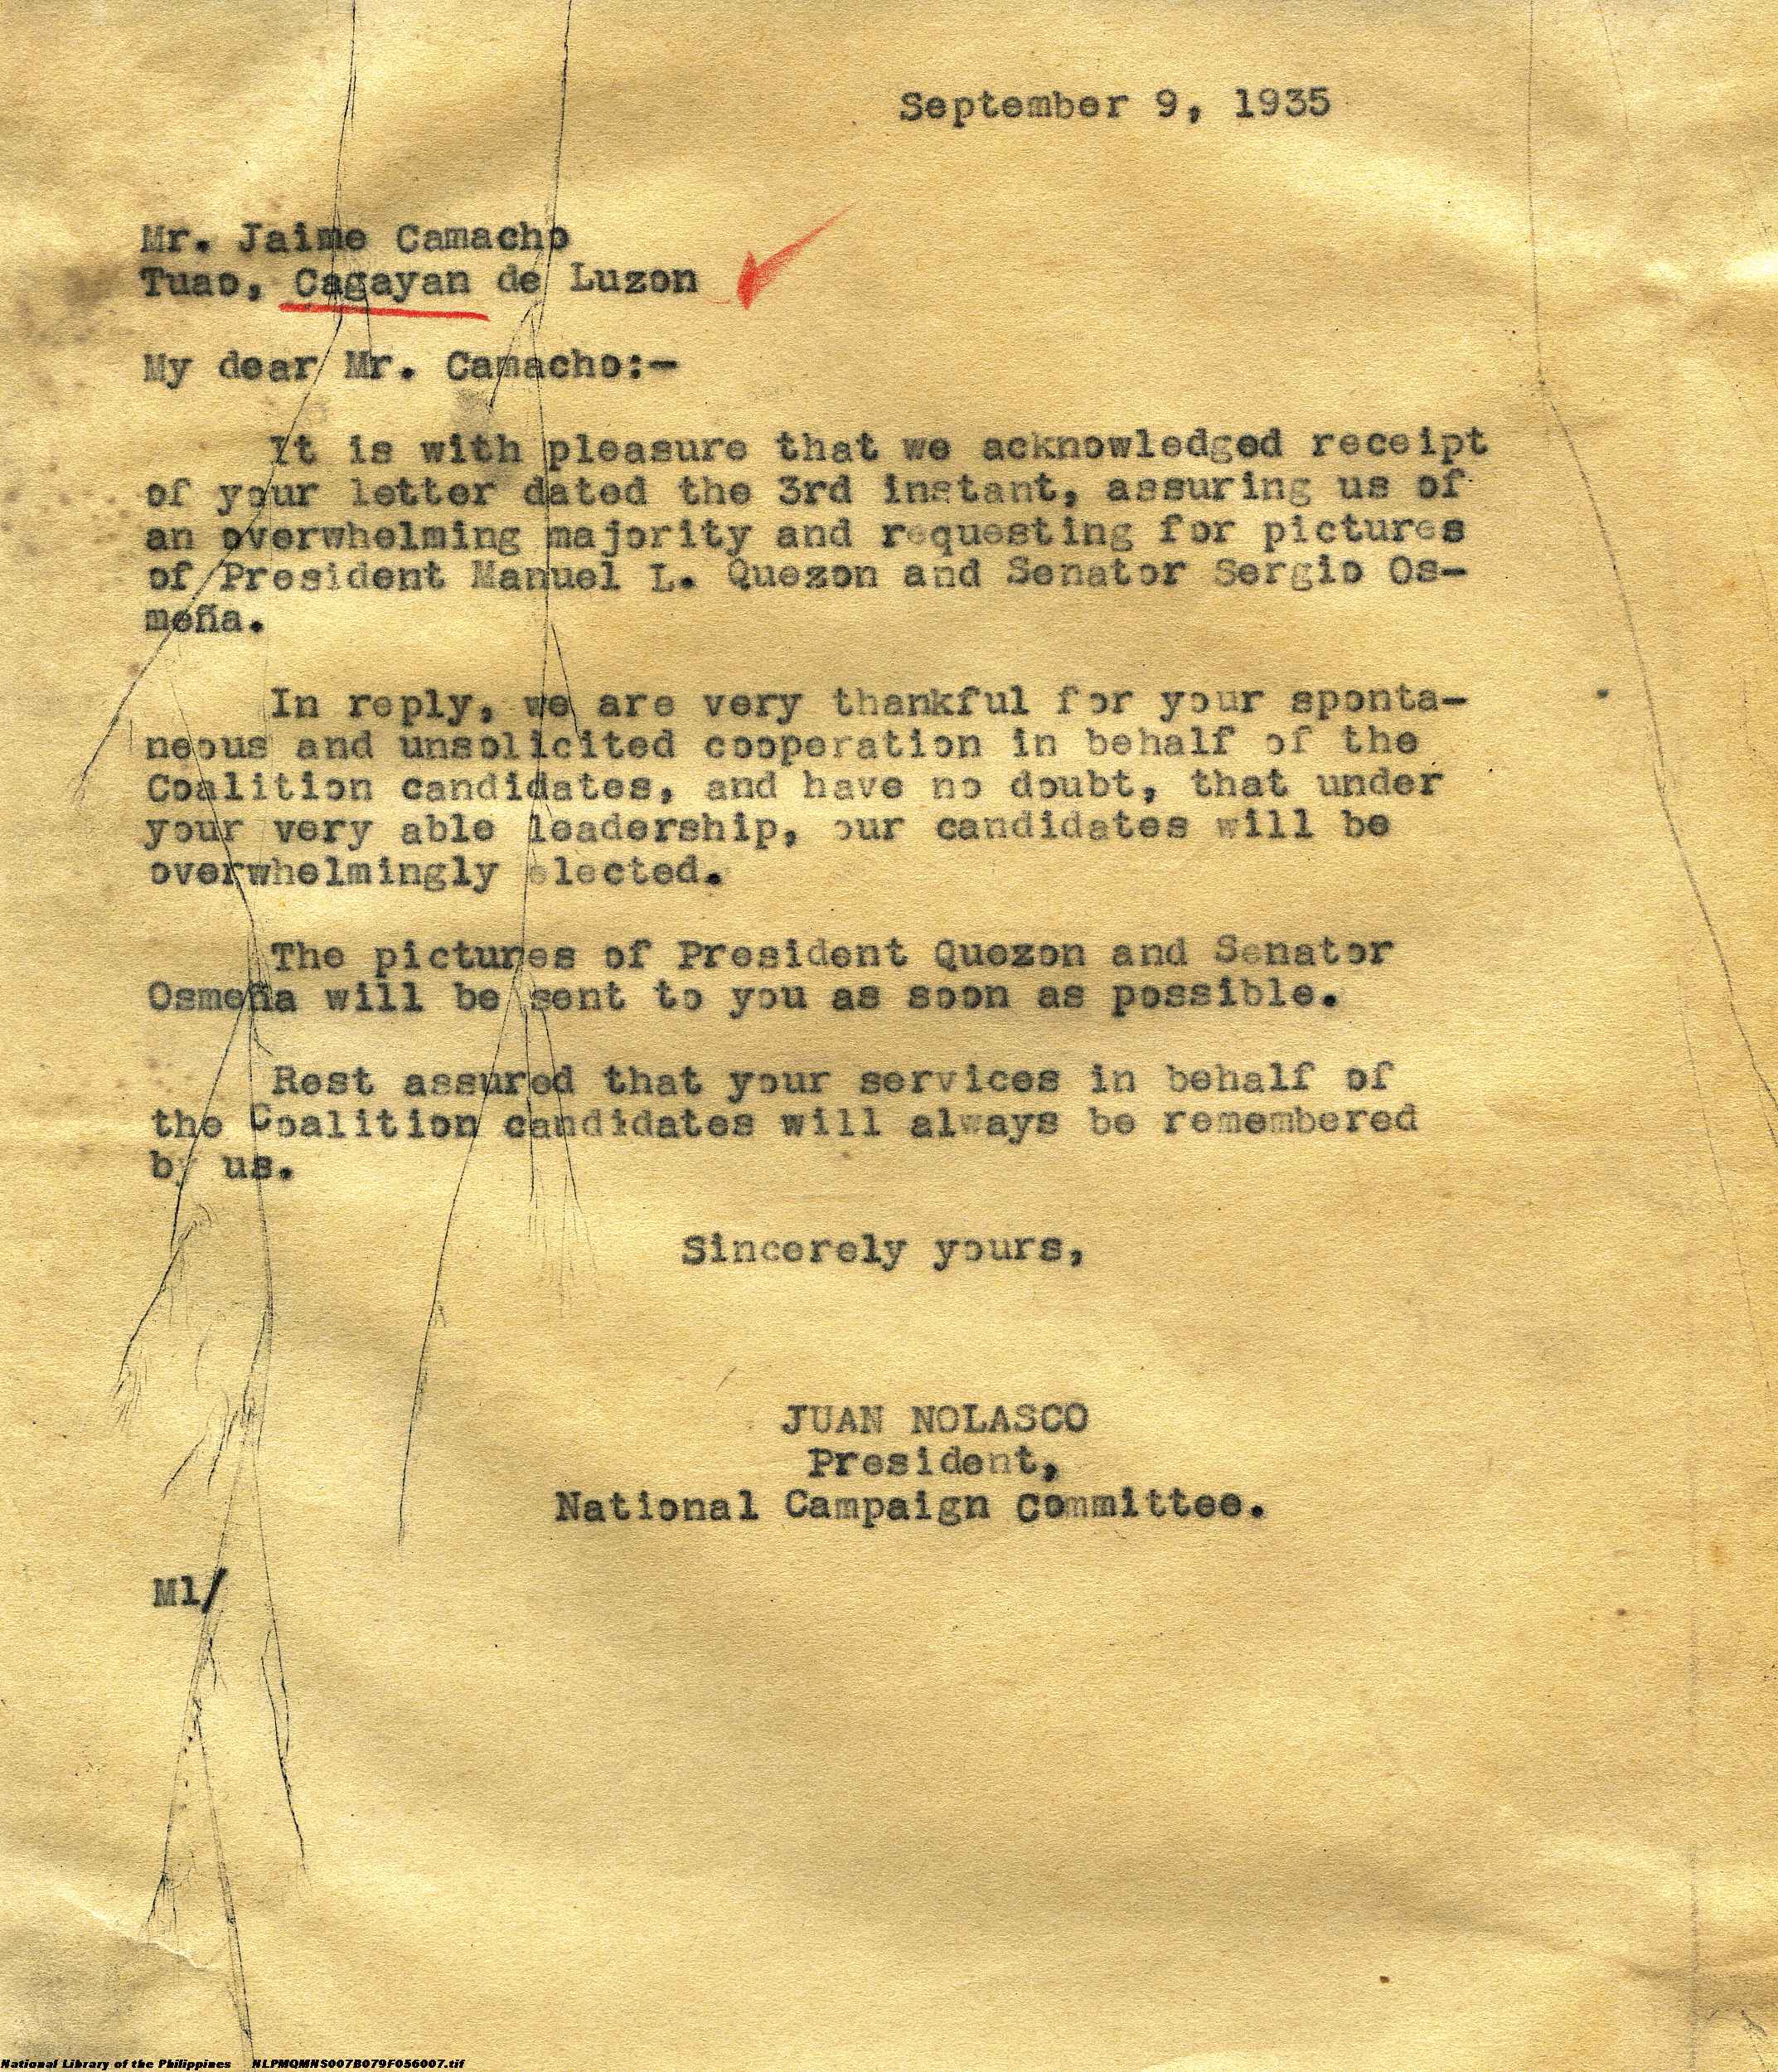 September 9, 1935
Mr. Jaime Camacho
Tuao, Cagayan de Luzon
My dear Mr. Camacho:-
It is with pleasure that we acknowledged receipt
of your letter dated the 3rd instant, assuring us of
an overwhelming majority and requesting for pictures
of President Manuel L. Quezon and Senator Sergio Os-
meña.
In reply, we are very thankful for your sponta-
neous and unsolicited cooperation in behalf of the
Coalition candidates, and have no doubt, that under
your very able leadership, our candidates will be
overwhelmingly elected.
The pictures of President Quezon and Senator
Osmeña will be sent to you as soon as possible.
Rest assured that your services in behalf of
the Coalition candidates will always be remembered
by us.
Sincerely yours,
JUAN NOLASCO
President,
National Campaign Committee.
Ml/
National Library of the Philippines NLPMQMNS007B079F056007.tif